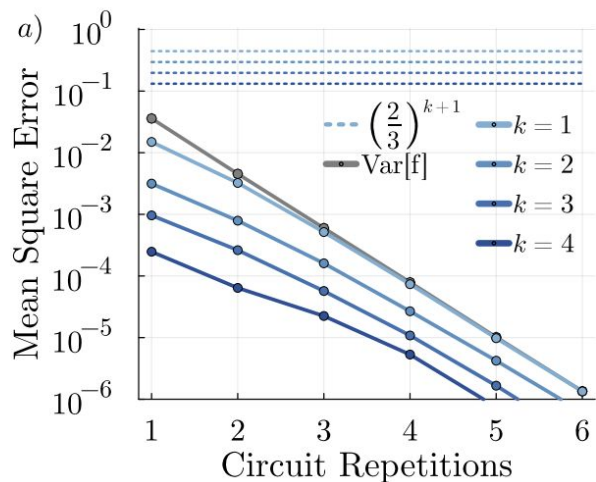 a)
Mean Square Error
10^0
10^{-1}
10^{-2}
10^{-3}
10^{-4}
10^{-5}
10^{-6}
(2/3)^{k+1}
Var[f]
k = 1
k = 2
k = 3
k = 4
1 2 3 4 5 6
Circuit Repetitions